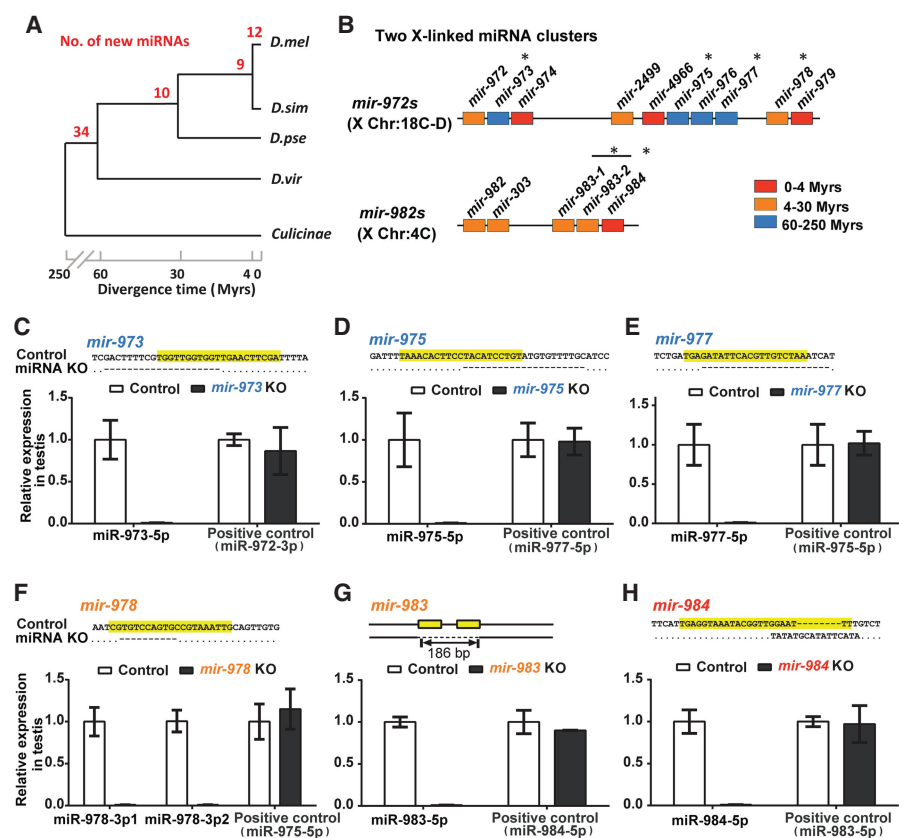 A
No. of new miRNAs
12
D.mel
9
D.sim
10
D.pse
34
D.vir
Culicinae
250 60 30 4 0
Divergence time (Myrs)
B
Two X-linked miRNA clusters
mir-972s
(X Chr:18C-D)
mir-972
mir-973
mir-974
*
mir-2499
mir-4966
mir-975
*
mir-976
mir-977
*
mir-978
*
mir-979
mir-982s
(X Chr:4C)
mir-982
mir-303
mir-983-1
mir-983-2
*
mir-984
*
0-4 Myrs
4-30 Myrs
60-250 Myrs
C
mir-973
Control
TCGACTTTTCGTGGTTGGTGGTTGAACTTCGATTTTA
miRNA KO
Control
mir-973 KO
Relative expression
in testis
1.5
1.0
0.5
0.0
miR-973-5p
Positive control
(miR-972-3p)
D
mir-975
GATTTTAAACACTTCCTACATCCTGTATGTGTTTTGCATCC
Control
mir-975 KO
1.5
1.0
0.5
0.0
miR-975-5p
Positive control
(miR-977-5p)
E
mir-977
TCTGATGAGATATTCACGTTGTCTAAATCAT
Control
mir-977 KO
1.5
1.0
0.5
0.0
miR-977-5p
Positive control
(miR-975-5p)
F
mir-978
Control
AATCGTGTCCAGTGCCGTAAATTGCAGTTGTG
miRNA KO
Control
mir-978 KO
Relative expression
in testis
1.5
1.0
0.5
0.0
miR-978-3p1
miR-978-3p2
Positive control
(miR-975-5p)
G
mir-983
186 bp
Control
mir-983 KO
1.5
1.0
0.5
0.0
miR-983-5p
Positive control
(miR-984-5p)
H
mir-984
TTCATTGAGGTAAATACGGTTGGAAT---------TTTGTCT
TATATGCATATTCATA
Control
mir-984 KO
1.5
1.0
0.5
0.0
miR-984-5p
Positive control
(miR-983-5p)